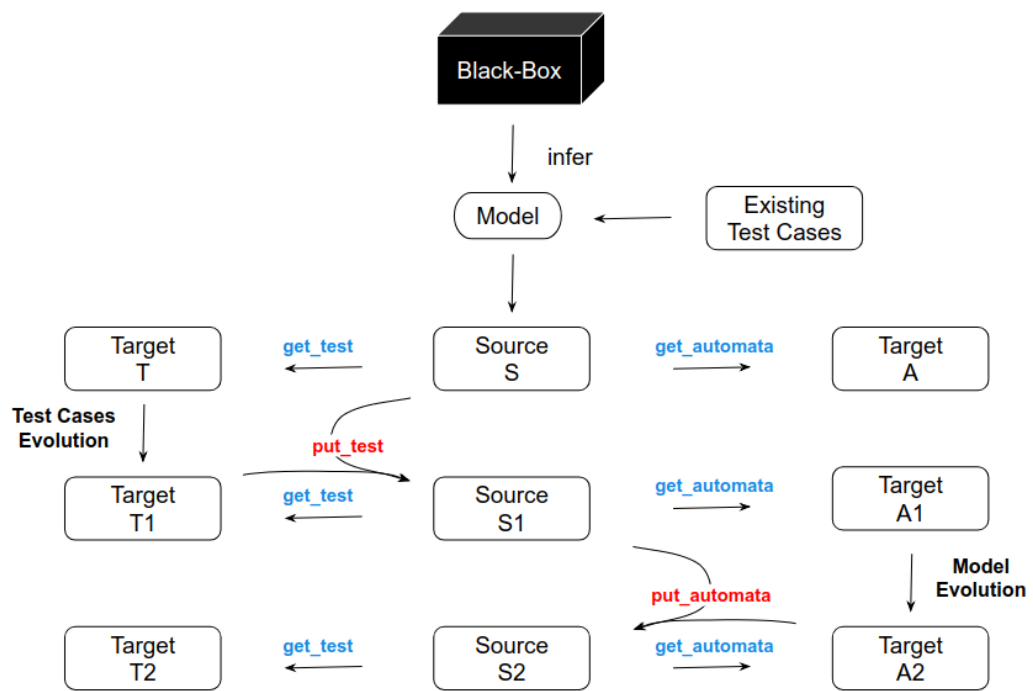 Black-Box
infer
Model
Existing
Test Cases
Target
T
get_test
Source
S
get_automata
Target
A
Test Cases
Evolution
put_test
Target
T1
get_test
Source
S1
get_automata
Target
A1
Model
Evolution
put_automata
Target
T2
get_test
Source
S2
get_automata
Target
A2